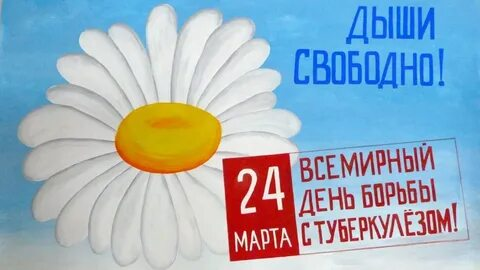 ДЫШИ
СВОБОДНО!
24
МАРТА
ВСЕМИРНЫЙ
ДЕНЬ БОРЬБЫ
С ТУБЕРКУЛЁЗОМ!